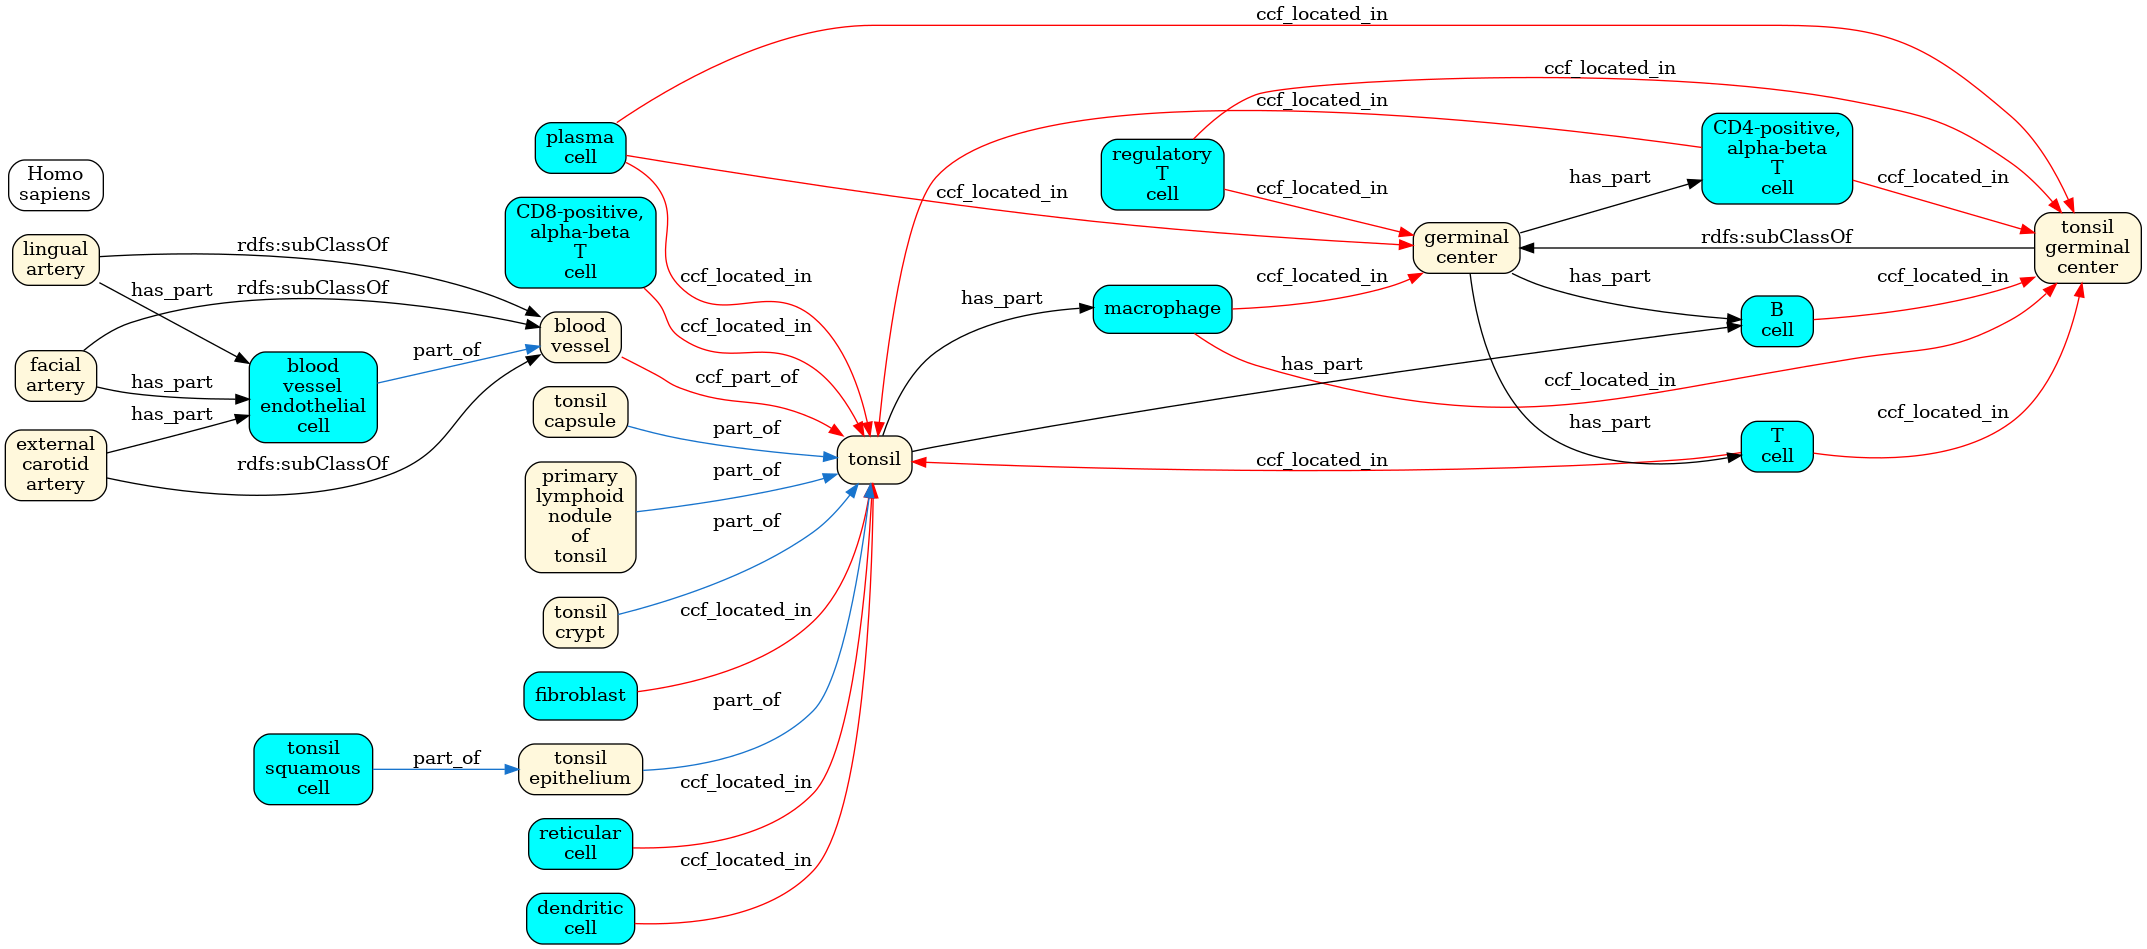 ccf_located_in
ccf_located_in
ccf_located_in
plasma
cell
regulatory
T
cell
CD4-positive,
alpha-beta
T
cell
Homo
sapiens
CD8-positive,
alpha-beta
T
cell
ccf_located_in
ccf_located_in
has_part
ccf_located_in
lingual
artery
rdfs:subClassOf
germinal
center
rdfs:subClassOf
tonsil
germinal
center
has_part
rdfs:subClassOf
ccf_located_in
has_part
macrophage
ccf_located_in
has_part
B
cell
ccf_located_in
blood
vessel
ccf_located_in
facial
artery
has_part
blood
vessel
endothelial
cell
part_of
ccf_part_of
has_part
ccf_located_in
has_part
tonsil
capsule
part_of
has_part
T
cell
ccf_located_in
external
carotid
artery
rdfs:subClassOf
tonsil
ccf_located_in
primary
lymphoid
nodule
of
tonsil
part_of
part_of
tonsil
crypt
ccf_located_in
fibroblast
part_of
tonsil
squamous
cell
part_of
tonsil
epithelium
ccf_located_in
reticular
cell
ccf_located_in
dendritic
cell